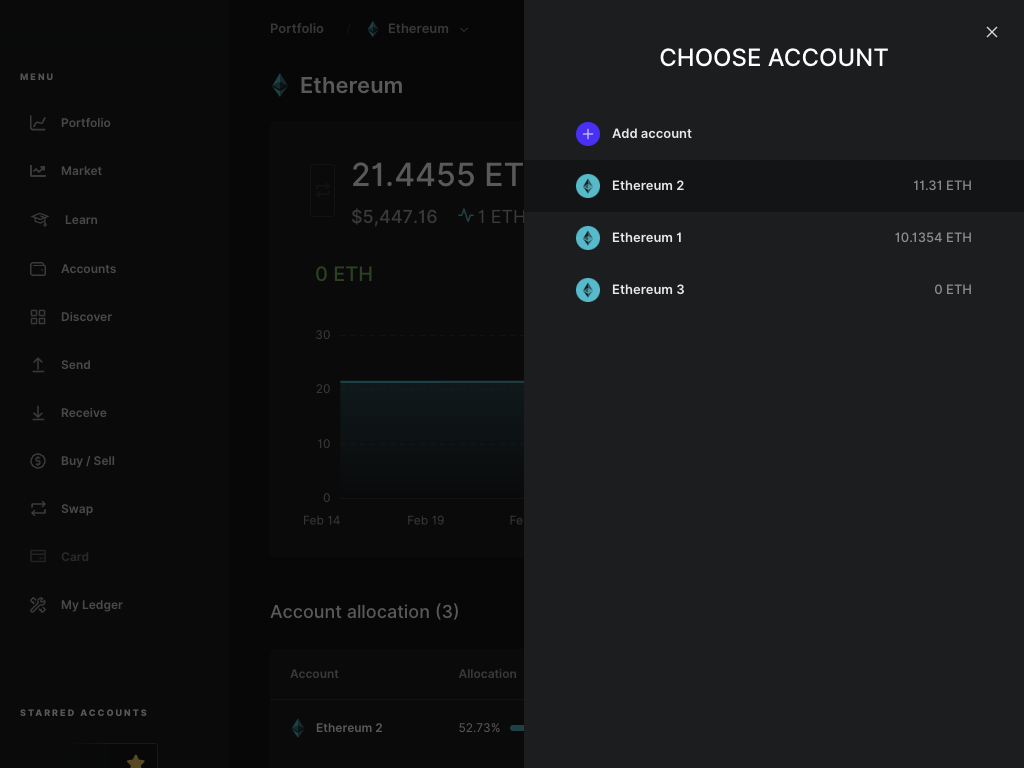 MENU
Portfolio
Market
Learn
Accounts
Discover
Send
Receive
Buy / Sell
Swap
Card
My Ledger
STARRED ACCOUNTS
Portfolio / Ethereum
Ethereum
21.4455 ET
$5,447.16 1 ETH
0 ETH
30
20
10
0
Feb 14 Feb 19 Fe
Account allocation (3)
Account Allocation
Ethereum 2 52.73%
CHOOSE ACCOUNT
Add account
Ethereum 2 11.31 ETH
Ethereum 1 10.1354 ETH
Ethereum 3 0 ETH